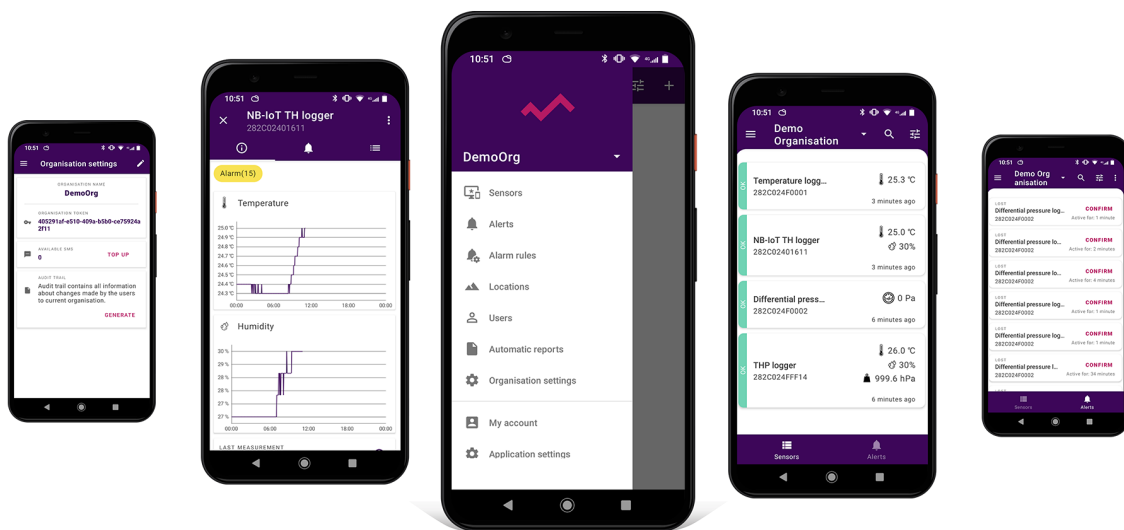 10:51
Organisation settings
ORGANISATION NAME
DemoOrg
ORGANISATION TOKEN
405291af-e510-409a-b5b0-ce75924a
2f11
AVAILABLE SMS
0
TOP UP
AUDIT TRAIL
Audit trail contains all information
about changes made by the users
to current organisation.
GENERATE
10:51
NB-IoT TH logger
282C02401611
Alarm(15)
Temperature
25.0 °C
24.9 °C
24.8 °C
24.7 °C
24.6 °C
24.5 °C
24.4 °C
24.3 °C
00:00 06:00 12:00 18:00 00:00
Humidity
30 %
29 %
29 %
28 %
28 %
27 %
27 %
00:00 06:00 12:00 18:00 00:00
LAST MEASUREMENT
10:51
4G
DemoOrg
Sensors
Alerts
Alarm rules
Locations
Users
Automatic reports
Organisation settings
My account
Application settings
10:51
Demo
Organisation
OK
Temperature logg...
282C024F0001
25.3 °C
3 minutes ago
OK
NB-IoT TH logger
282C02401611
25.0 °C
30%
3 minutes ago
OK
Differential press...
282C024F0002
0 Pa
6 minutes ago
OK
THP logger
282C024FFF14
26.0 °C
30%
999.6 hPa
6 minutes ago
Sensors
Alerts
10:51
Demo Org
anisation
LOST
Differential pressure log...
282C024F0002
CONFIRM
Active for: 1 minute
LOST
Differential pressure lo...
282C024F0002
CONFIRM
Active for: 2 minutes
LOST
Differential pressure lo...
282C024F0002
CONFIRM
Active for: 4 minutes
LOST
Differential pressure log...
282C024F0002
CONFIRM
Active for: 1 minute
LOST
Differential pressure log...
282C024F0002
CONFIRM
Active for: 1 minute
LOST
Differential pressure l...
282C024F0002
CONFIRM
Active for: 34 minutes
Sensors
Alerts